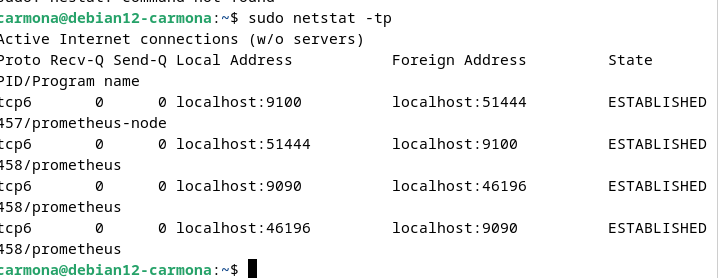 carmona@debian12-carmona:~$ sudo netstat -tp
Active Internet connections (w/o servers)
Proto Recv-Q Send-Q Local Address           Foreign Address         State
PID/Program name
tcp6       0      0 localhost:9100          localhost:51444         ESTABLISHED
457/prometheus-node
tcp6       0      0 localhost:51444         localhost:9100          ESTABLISHED
458/prometheus
tcp6       0      0 localhost:9090          localhost:46196         ESTABLISHED
458/prometheus
tcp6       0      0 localhost:46196         localhost:9090          ESTABLISHED
458/prometheus
carmona@debian12-carmona:~$